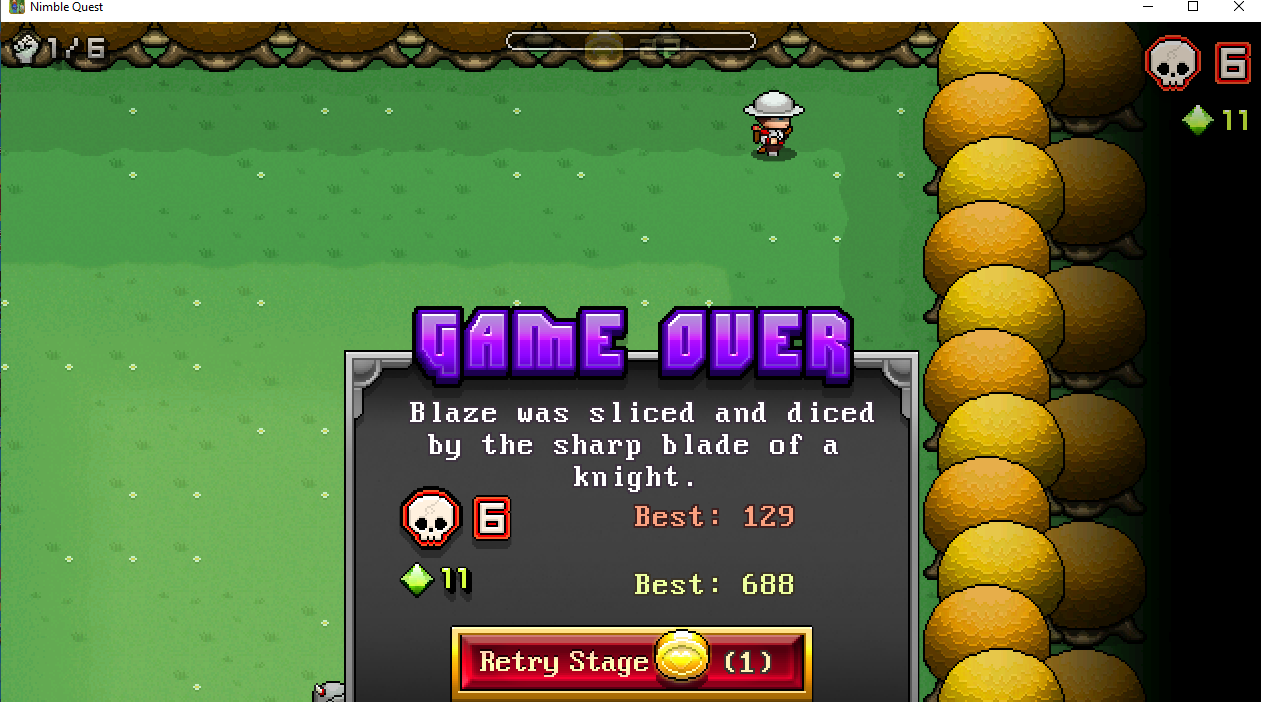 Nimble Quest
1/6
6
11
GAME OVER
Blaze was sliced and diced
by the sharp blade of a
knight.
6
Best: 129
11
Best: 688
Retry Stage (1)